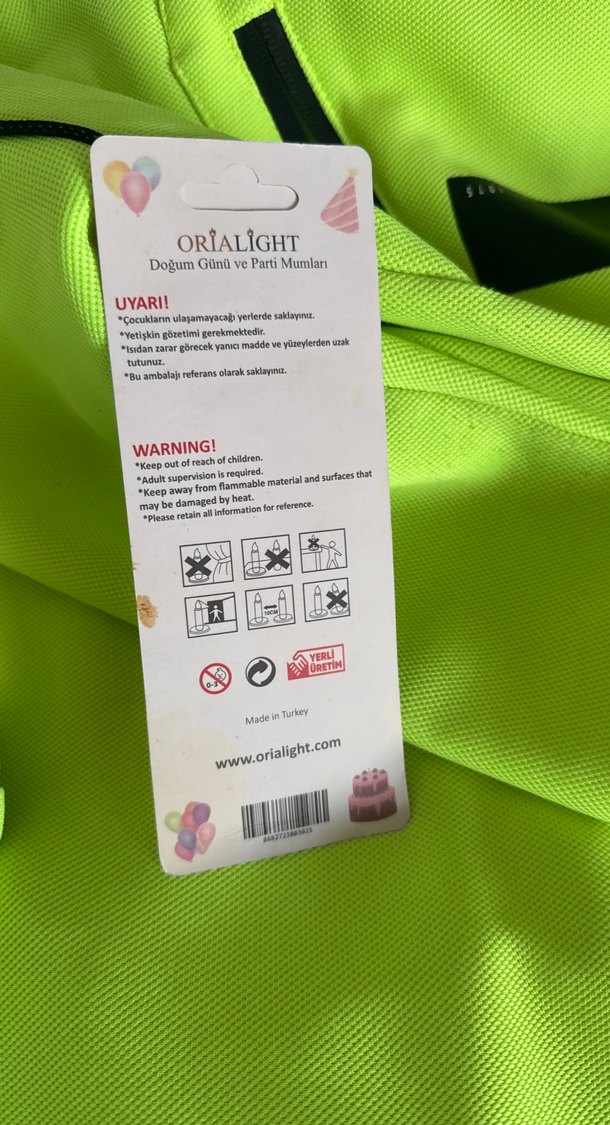 ORIALIGHT
Doğum Günü ve Parti Mumları
UYARI!
*Çocukların ulaşamayacağı yerlerde saklayınız.
*Yetişkin gözetimi gerekmektedir.
*Isıdan zarar görecek yanıcı madde ve yüzeylerden uzak
tutunuz.
*Bu ambalajı referans olarak saklayınız.
WARNING!
*Keep out of reach of children.
*Adult supervision is required.
*Keep away from flammable material and surfaces that
may be damaged by heat.
*Please retain all information for reference.
10CM
0-3
YERLİ
ÜRETİM
Made in Turkey
www.orialight.com
8682723803025